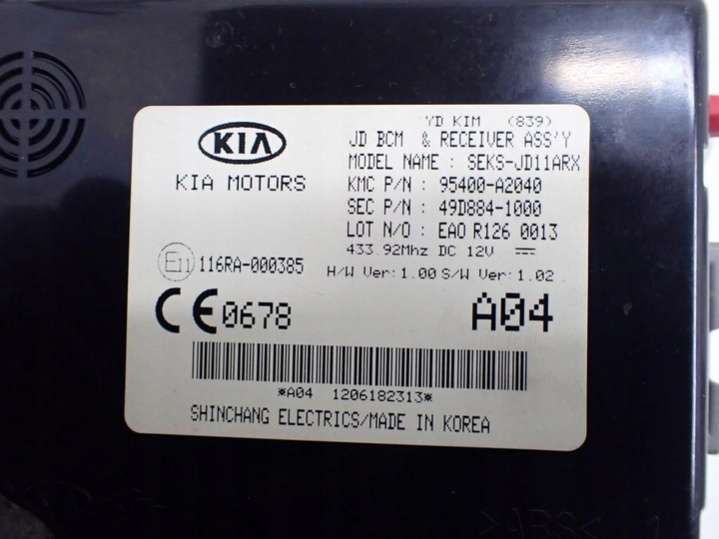 YD KIM (839)
KIA
KIA MOTORS
JD BCM & RECEIVER ASS'Y
MODEL NAME : SEKS-JD11ARX
KMC P/N : 95400-A2040
SEC P/N : 49D884-1000
LOT N/O : EAO R126 0013
433.92Mhz DC 12V
E11 116RA-000385
H/W Ver:1.00 S/W Ver:1.02
CE0678
A04
*A04 1206182313*
SHINCHANG ELECTRICS/MADE IN KOREA
>ABS<